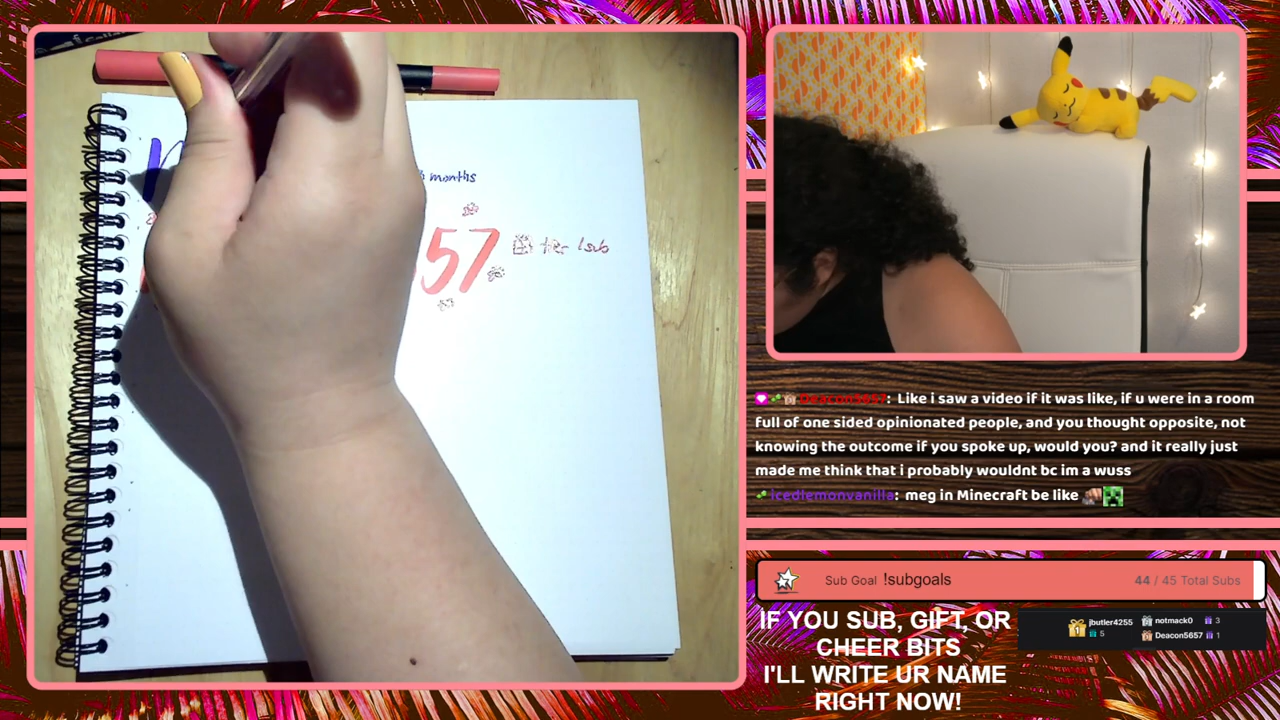 months
57
tier 1 sub
Deacon5657: Like i saw a video if it was like, if u were in a room
full of one sided opinionated people, and you thought opposite, not
knowing the outcome if you spoke up, would you? and it really just
made me think that i probably wouldnt bc im a wuss
icedlemonvanilla: meg in Minecraft be like
Sub Goal !subgoals
44 / 45 Total Subs
IF YOU SUB, GIFT, OR
CHEER BITS
I'LL WRITE UR NAME
RIGHT NOW!
1 jbutler4255
5
notmack0 3
Deacon5657 1